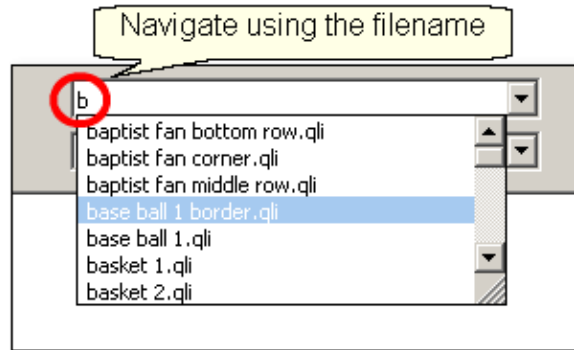 Navigate using the filename
b
baptist fan bottom row.qli
baptist fan corner.qli
baptist fan middle row.qli
base ball 1 border.qli
base ball 1.qli
basket 1.qli
basket 2.qli